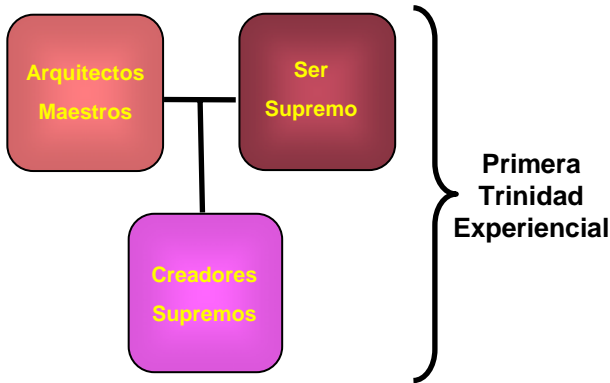 Arquitectos
Maestros
Ser
Supremo
Creadores
Supremos
Primera
Trinidad
Experiencial